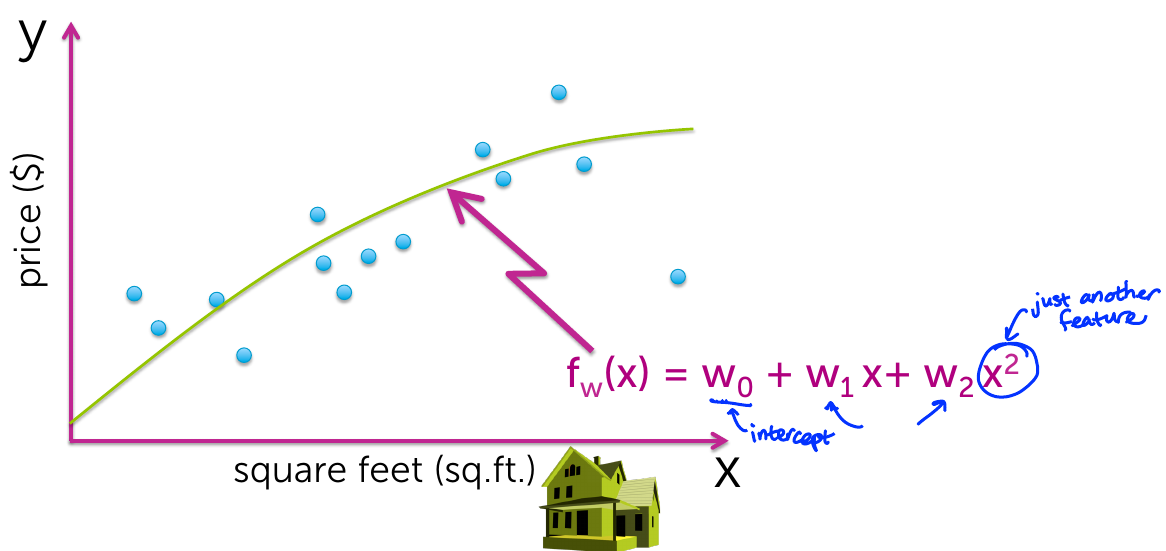 y
price ($)
just another
feature
f_w(x) = w_0 + w_1 x+ w_2 x^2
intercept
square feet (sq.ft.)
x